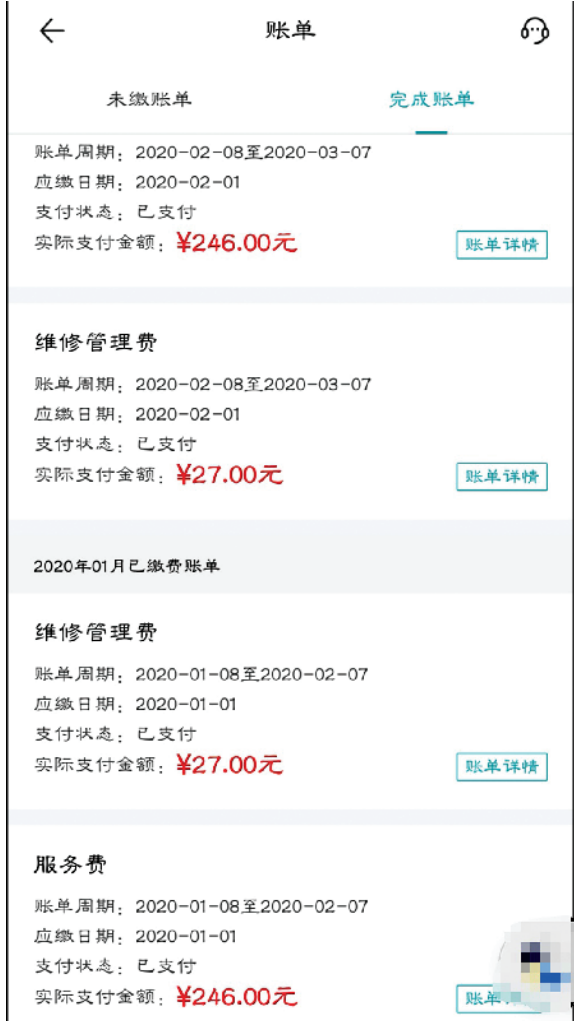 账单
未缴账单 完成账单
账单周期：2020-02-08至2020-03-07
应缴日期：2020-02-01
支付状态：已支付
实际支付金额：¥246.00元 账单详情
维修管理费
账单周期：2020-02-08至2020-03-07
应缴日期：2020-02-01
支付状态：已支付
实际支付金额：¥27.00元 账单详情
2020年01月已缴费账单
维修管理费
账单周期：2020-01-08至2020-02-07
应缴日期：2020-01-01
支付状态：已支付
实际支付金额：¥27.00元 账单详情
服务费
账单周期：2020-01-08至2020-02-07
应缴日期：2020-01-01
支付状态：已支付
实际支付金额：¥246.00元 账单